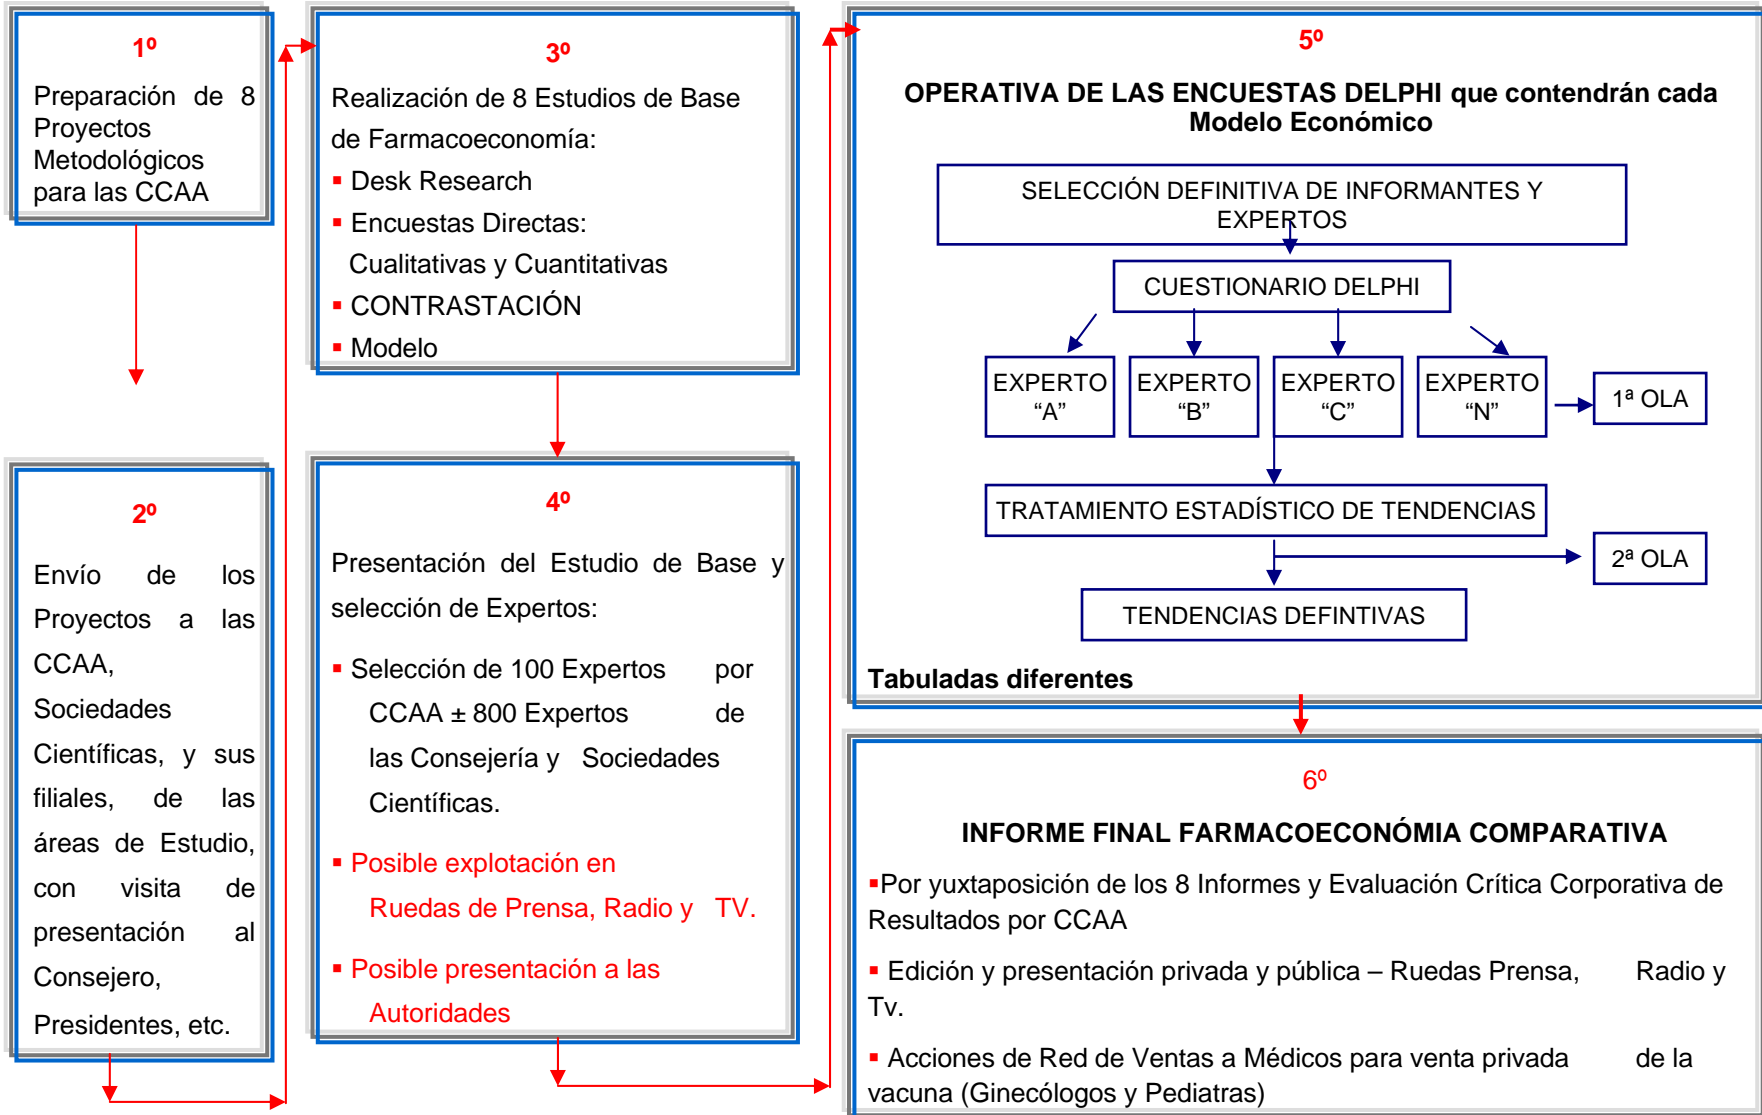 1º
Preparación de 8
Proyectos
Metodológicos
para las CCAA
2º
Envío de los
Proyectos a las
CCAA,
Sociedades
Científicas, y sus
filiales, de las
áreas de Estudio,
con visita de
presentación al
Consejero,
Presidentes, etc.
3º
Realización de 8 Estudios de Base
de Farmacoeconomía:
▪ Desk Research
▪ Encuestas Directas:
Cualitativas y Cuantitativas
▪ CONTRASTACIÓN
▪ Modelo
4º
Presentación del Estudio de Base y
selección de Expertos:
▪ Selección de 100 Expertos por
CCAA ± 800 Expertos de
las Consejería y Sociedades
Científicas.
▪ Posible explotación en
Ruedas de Prensa, Radio y TV.
▪ Posible presentación a las
Autoridades
5º
OPERATIVA DE LAS ENCUESTAS DELPHI que contendrán cada
Modelo Económico
SELECCIÓN DEFINITIVA DE INFORMANTES Y
EXPERTOS
CUESTIONARIO DELPHI
EXPERTO
“A”
EXPERTO
“B”
EXPERTO
“C”
EXPERTO
“N”
1ª OLA
TRATAMIENTO ESTADÍSTICO DE TENDENCIAS
2ª OLA
TENDENCIAS DEFINTIVAS
Tabuladas diferentes
6º
INFORME FINAL FARMACOECONÓMIA COMPARATIVA
▪Por yuxtaposición de los 8 Informes y Evaluación Crítica Corporativa de
Resultados por CCAA
▪ Edición y presentación privada y pública – Ruedas Prensa, Radio y
Tv.
▪ Acciones de Red de Ventas a Médicos para venta privada de la
vacuna (Ginecólogos y Pediatras)